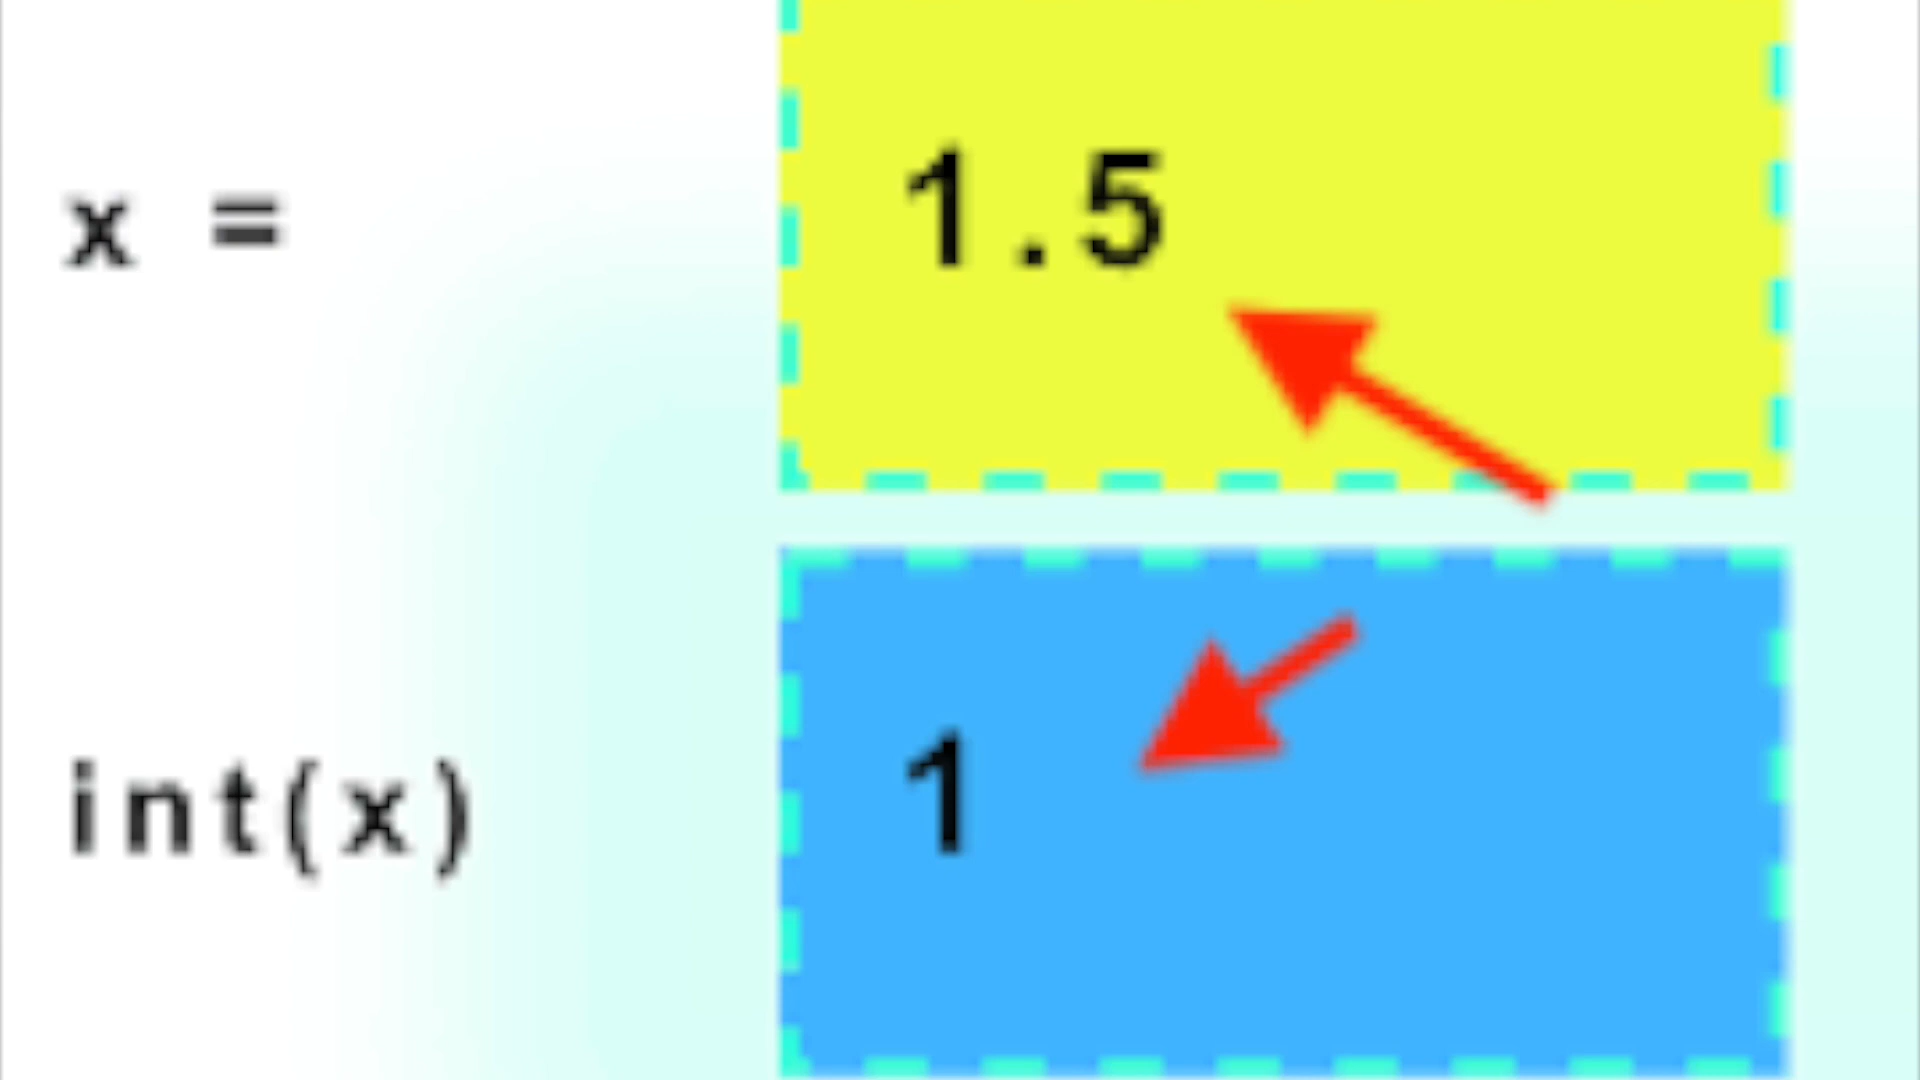 x = 1.5
int(x) 1